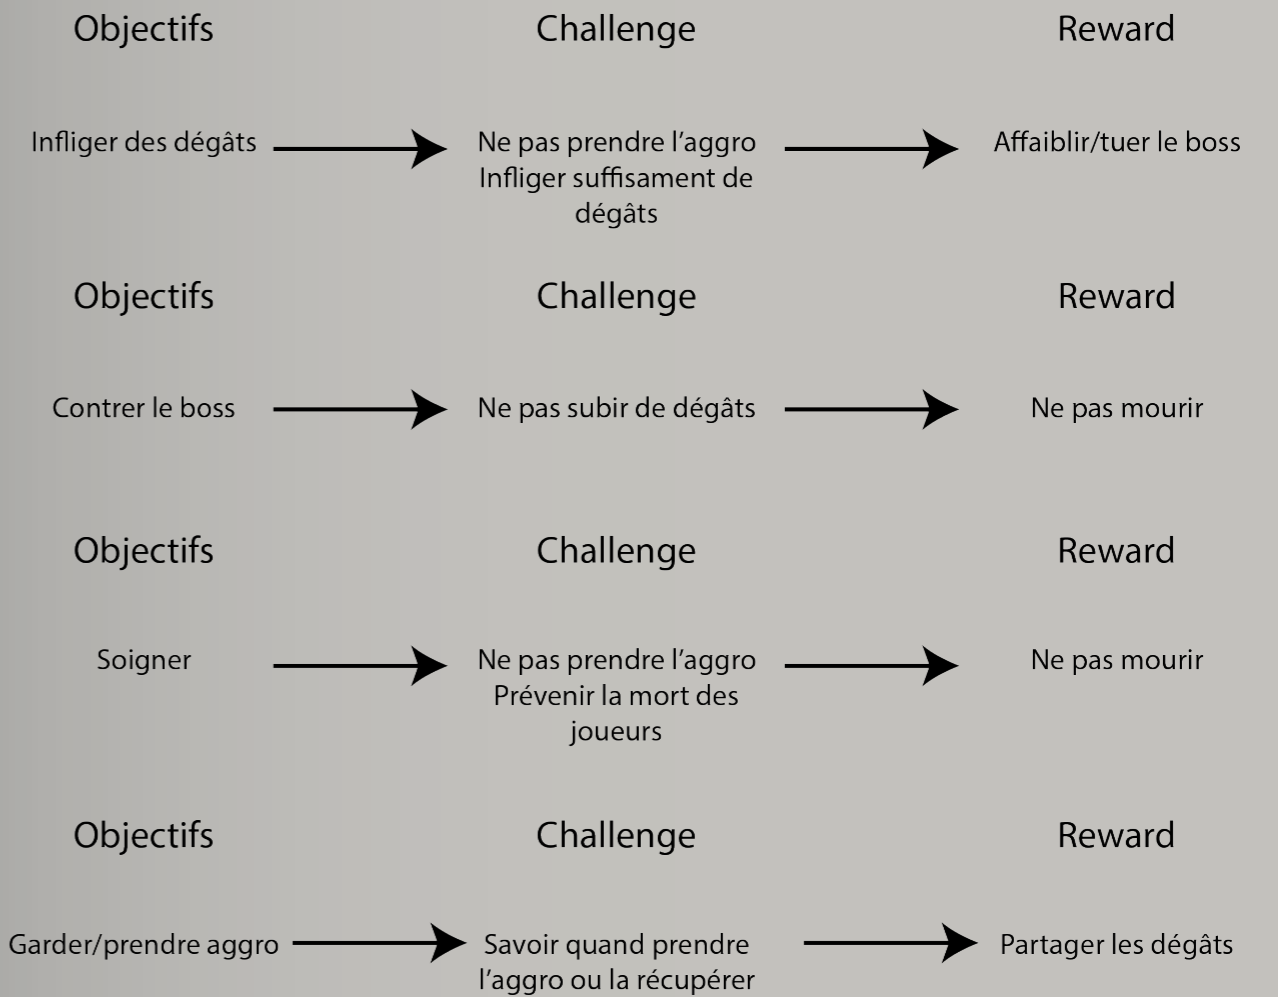 Objectifs Challenge Reward
Infliger des dégâts Ne pas prendre l'aggro Affaiblir/tuer le boss
Infliger suffisament de
dégâts
Objectifs Challenge Reward
Contrer le boss Ne pas subir de dégâts Ne pas mourir
Objectifs Challenge Reward
Soigner Ne pas prendre l'aggro Ne pas mourir
Prévenir la mort des
joueurs
Objectifs Challenge Reward
Garder/prendre aggro Savoir quand prendre Partager les dégâts
l'aggro ou la récupérer